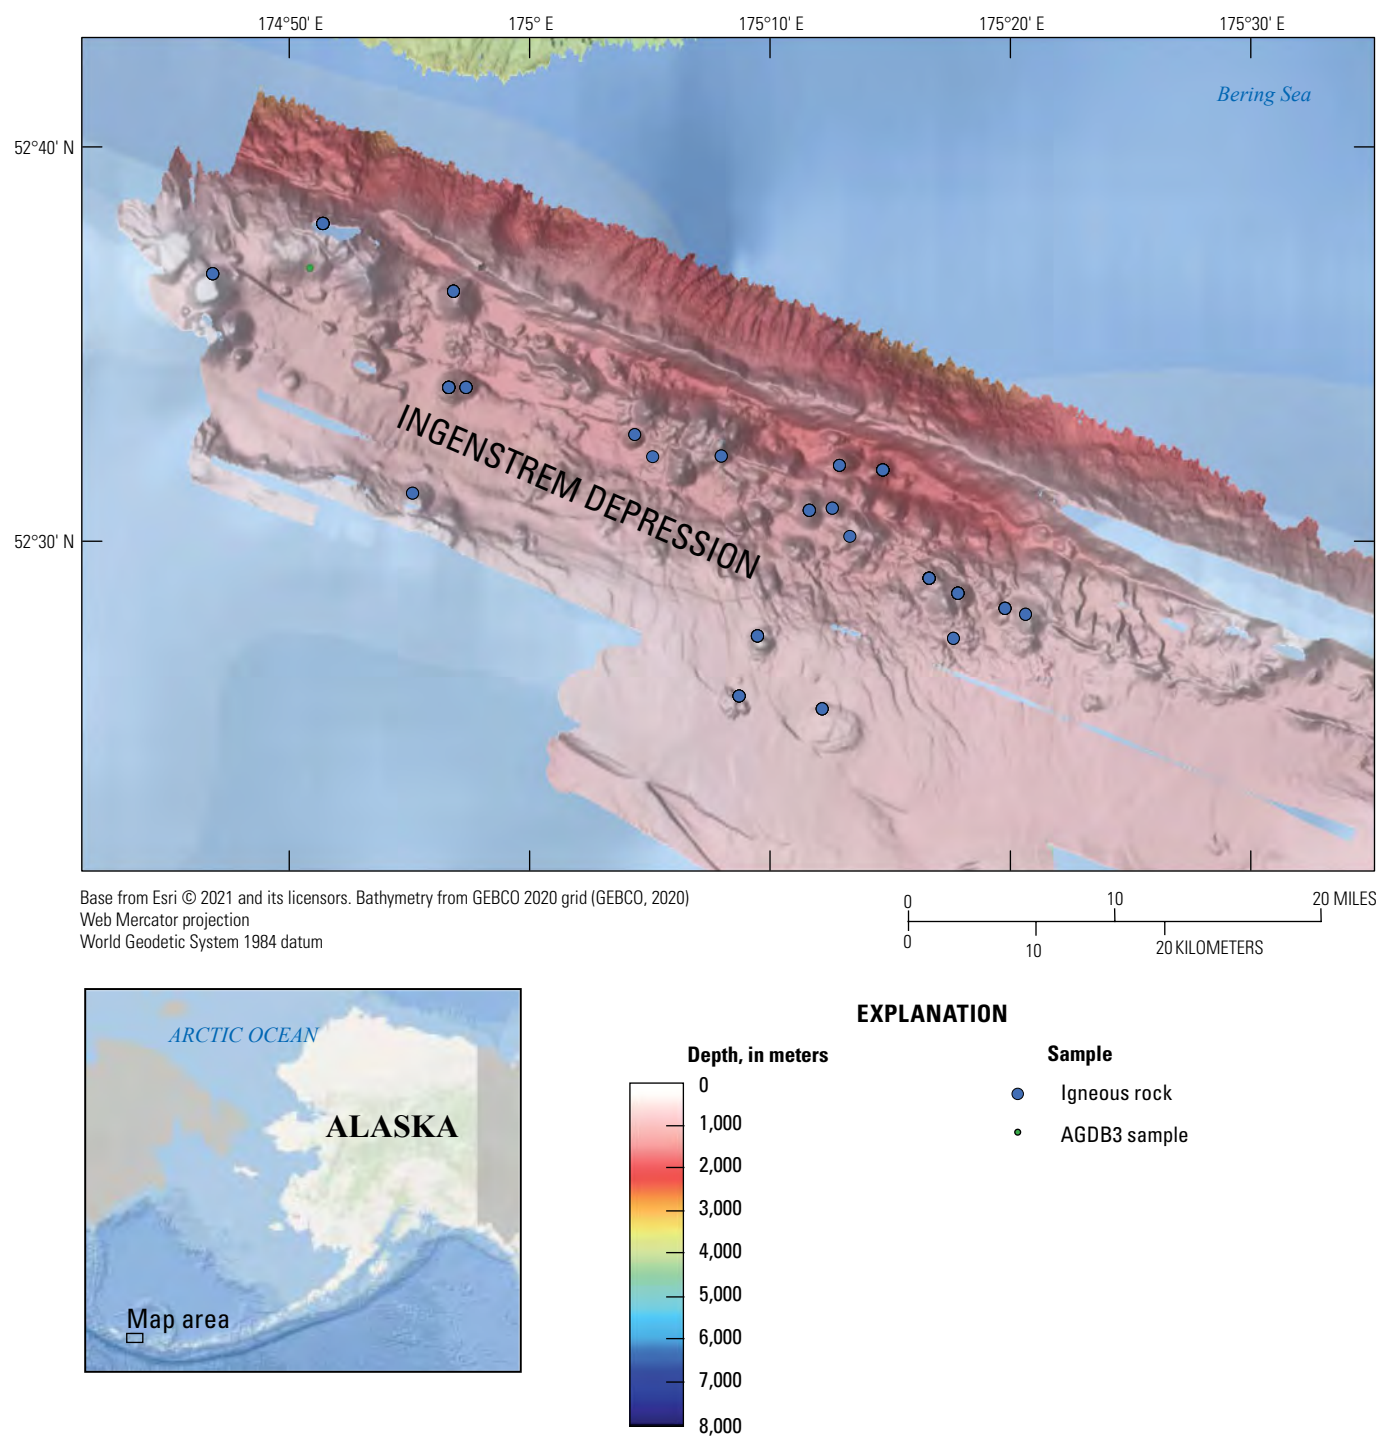 174°50' E 175° E 175°10' E 175°20' E 175°30' E
Bering Sea
52°40' N
INGENSTREM DEPRESSION
52°30' N
Base from Esri © 2021 and its licensors. Bathymetry from GEBCO 2020 grid (GEBCO, 2020)
Web Mercator projection
World Geodetic System 1984 datum
0 10 20 MILES
0 10 20 KILOMETERS
ARCTIC OCEAN
ALASKA
Map area
EXPLANATION
Depth, in meters
0
1,000
2,000
3,000
4,000
5,000
6,000
7,000
8,000
Sample
Igneous rock
AGDB3 sample